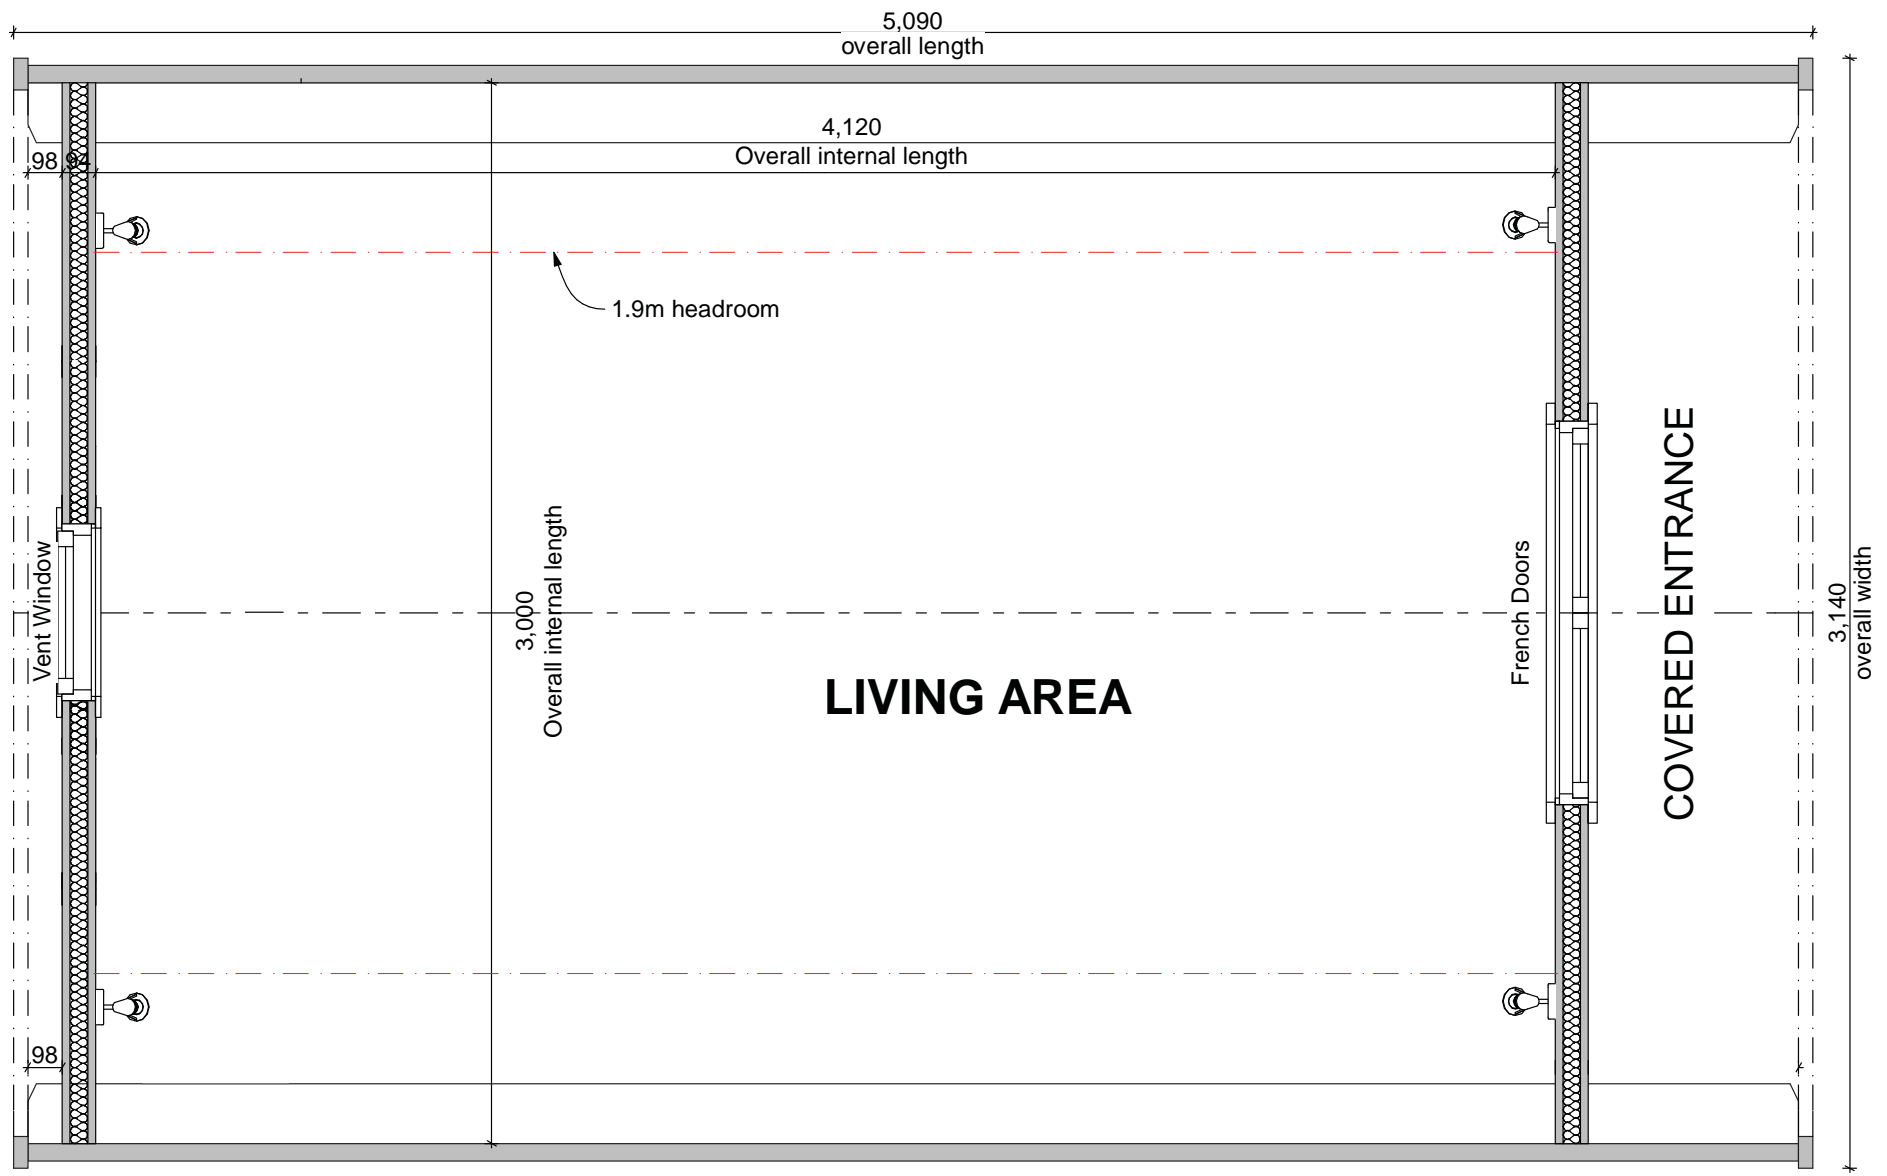 5,090
overall length
4,120
Overall internal length
98
94
1.9m headroom
Vent Window
3,000
Overall internal length
LIVING AREA
French Doors
COVERED ENTRANCE
3,140
overall width
98